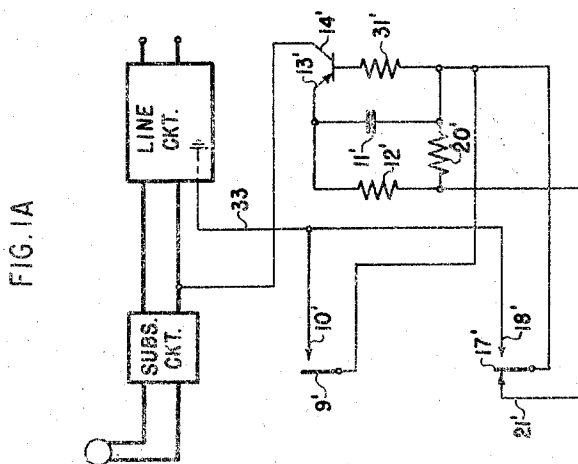 FIG. 1A
SUBS.
CKT.
LINE
CKT.
33
10'
9'
21'
17'
18'
13'
14'
11'
12'
31'
20'